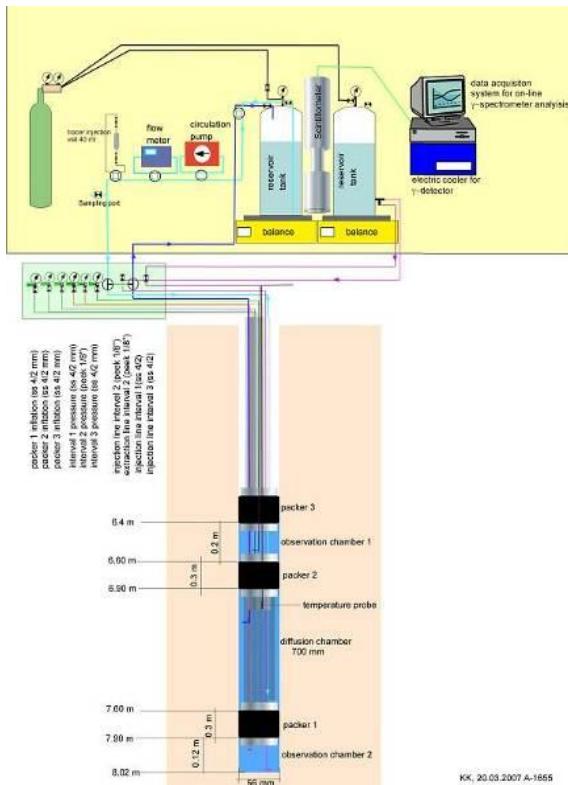 data acquisiton
system for on-line
γ-spectrometer analyisis
Scintillometer
circulation
pump
flow
meter
tracer injection
vial 40 ml
reservoir
tank
reservoir
tank
electric cooler for
γ-detector
Sampling port
balance
balance
packer 1 inflation (ss 4/2 mm)
packer 2 inflation (ss 4/2 mm)
packer 3 inflation (ss 4/2 mm)
interval 1 pressure (ss 4/2 mm)
interval 2 pressure (peek 1/8")
interval 3 pressure (ss 4/2 mm)
injection line interval 2 (peek 1/8")
extraction line interval 2 (peek 1/8")
injection line interval 1(ss 4/2)
injection line interval 3 (ss 4/2)
packer 3
6.4 m
0.2 m
observation chamber 1
6.60 m
0.3 m
packer 2
6.90 m
temperature probe
diffusion chamber
700 mm
7.60 m
0.3 m
packer 1
7.90 m
0.12 m
observation chamber 2
8.02 m
56 mm
KK, 20.03.2007 A-1655